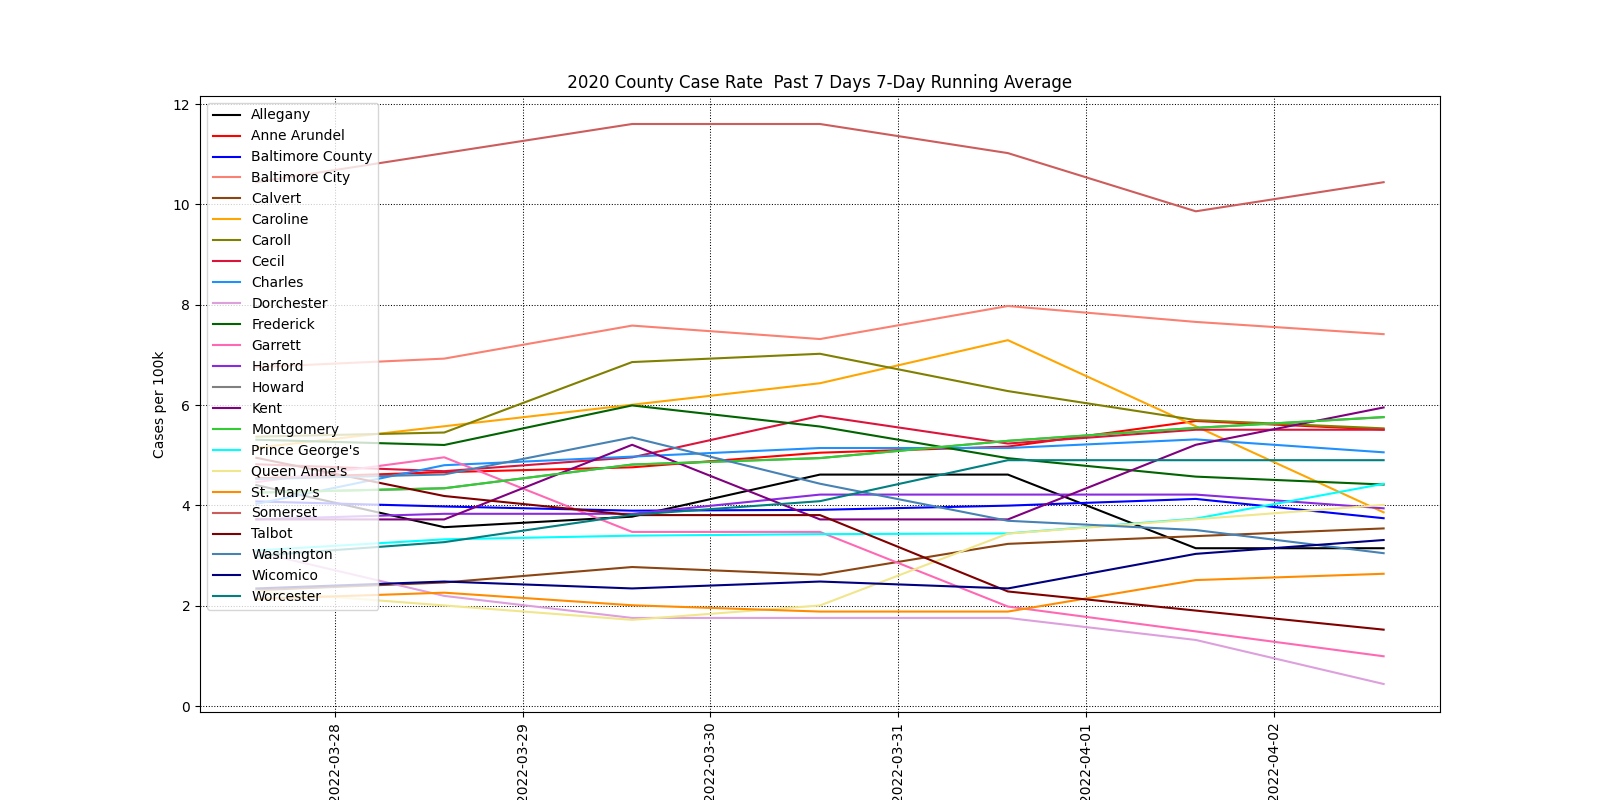 2020 County Case Rate  Past 7 Days 7-Day Running Average
12
10
8
6
4
2
0
Cases per 100k
Allegany
Anne Arundel
Baltimore County
Baltimore City
Calvert
Caroline
Caroll
Cecil
Charles
Dorchester
Frederick
Garrett
Harford
Howard
Kent
Montgomery
Prince George's
Queen Anne's
St. Mary's
Somerset
Talbot
Washington
Wicomico
Worcester
2022-03-28
2022-03-29
2022-03-30
2022-03-31
2022-04-01
2022-04-02